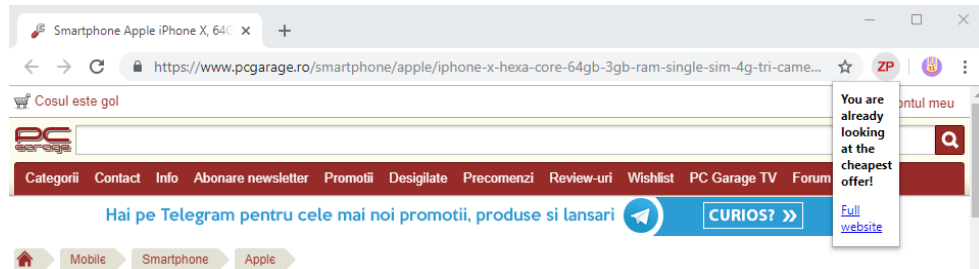 Smartphone Apple iPhone X, 64G
https://www.pcgarage.ro/smartphone/apple/iphone-x-hexa-core-64gb-3gb-ram-single-sim-4g-tri-came...
ZP
Cosul este gol
ontul meu
You are
already
looking
at the
cheapest
offer!
Full
website
PC
garage
Categorii Contact Info Abonare newsletter Promotii Desigilate Precomenzi Review-uri Wishlist PC Garage TV Forum
Hai pe Telegram pentru cele mai noi promotii, produse si lansari
CURIOS?
Mobile Smartphone Apple